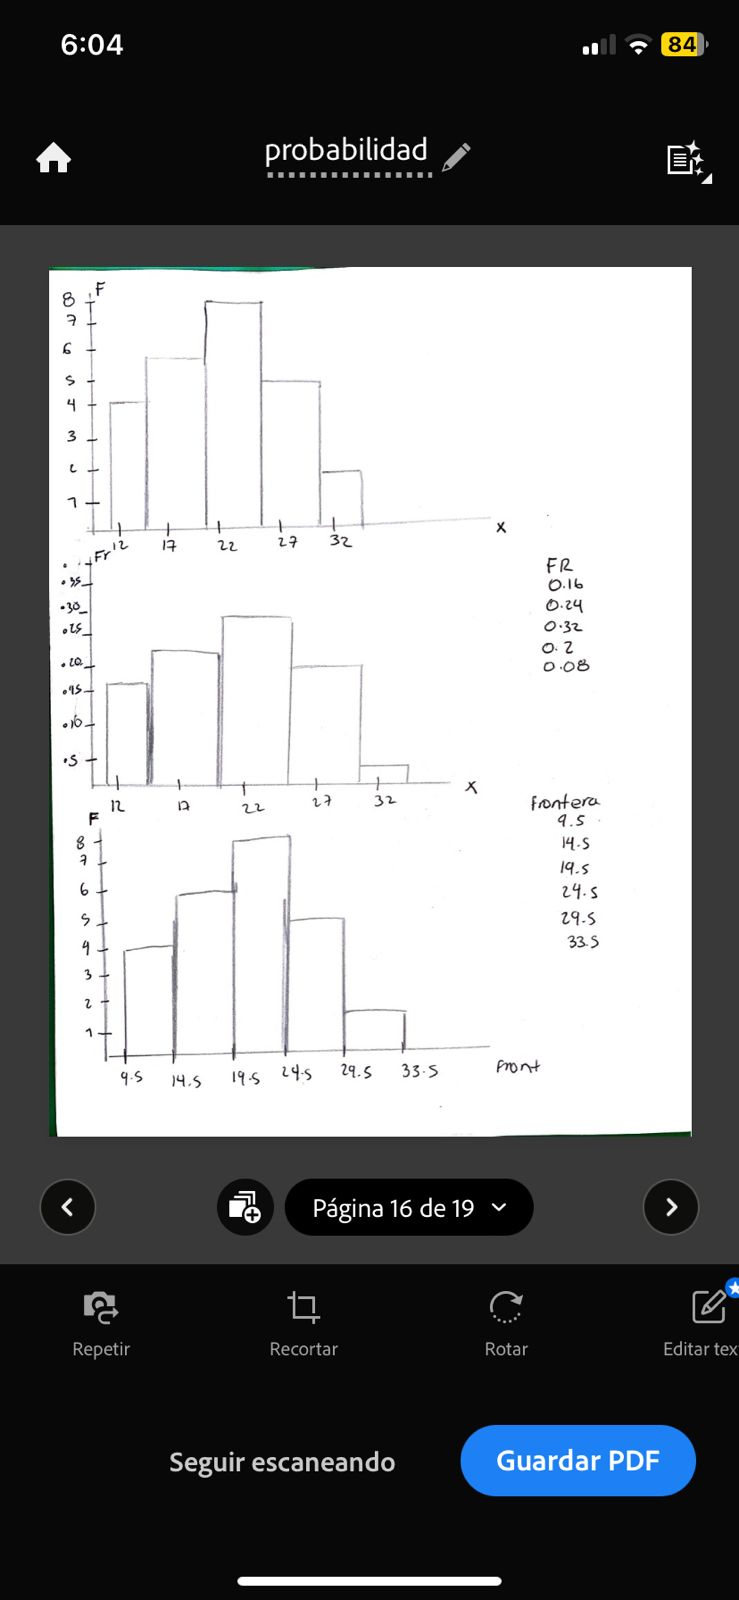 6:04
84
probabilidad
F
8
7
6
5
4
3
2
1
12 17 22 27 32
X
Fr
.35
.30
.25
.20
.15
.10
.5
12 17 22 27 32
X
FR
0.16
0.24
0.32
0.2
0.08
F
8
7
6
5
4
3
2
1
9.5 14.5 19.5 24.5 29.5 33.5
Front
Frontera
9.5
14.5
19.5
24.5
29.5
33.5
Página 16 de 19
Repetir
Recortar
Rotar
Editar tex
Seguir escaneando
Guardar PDF